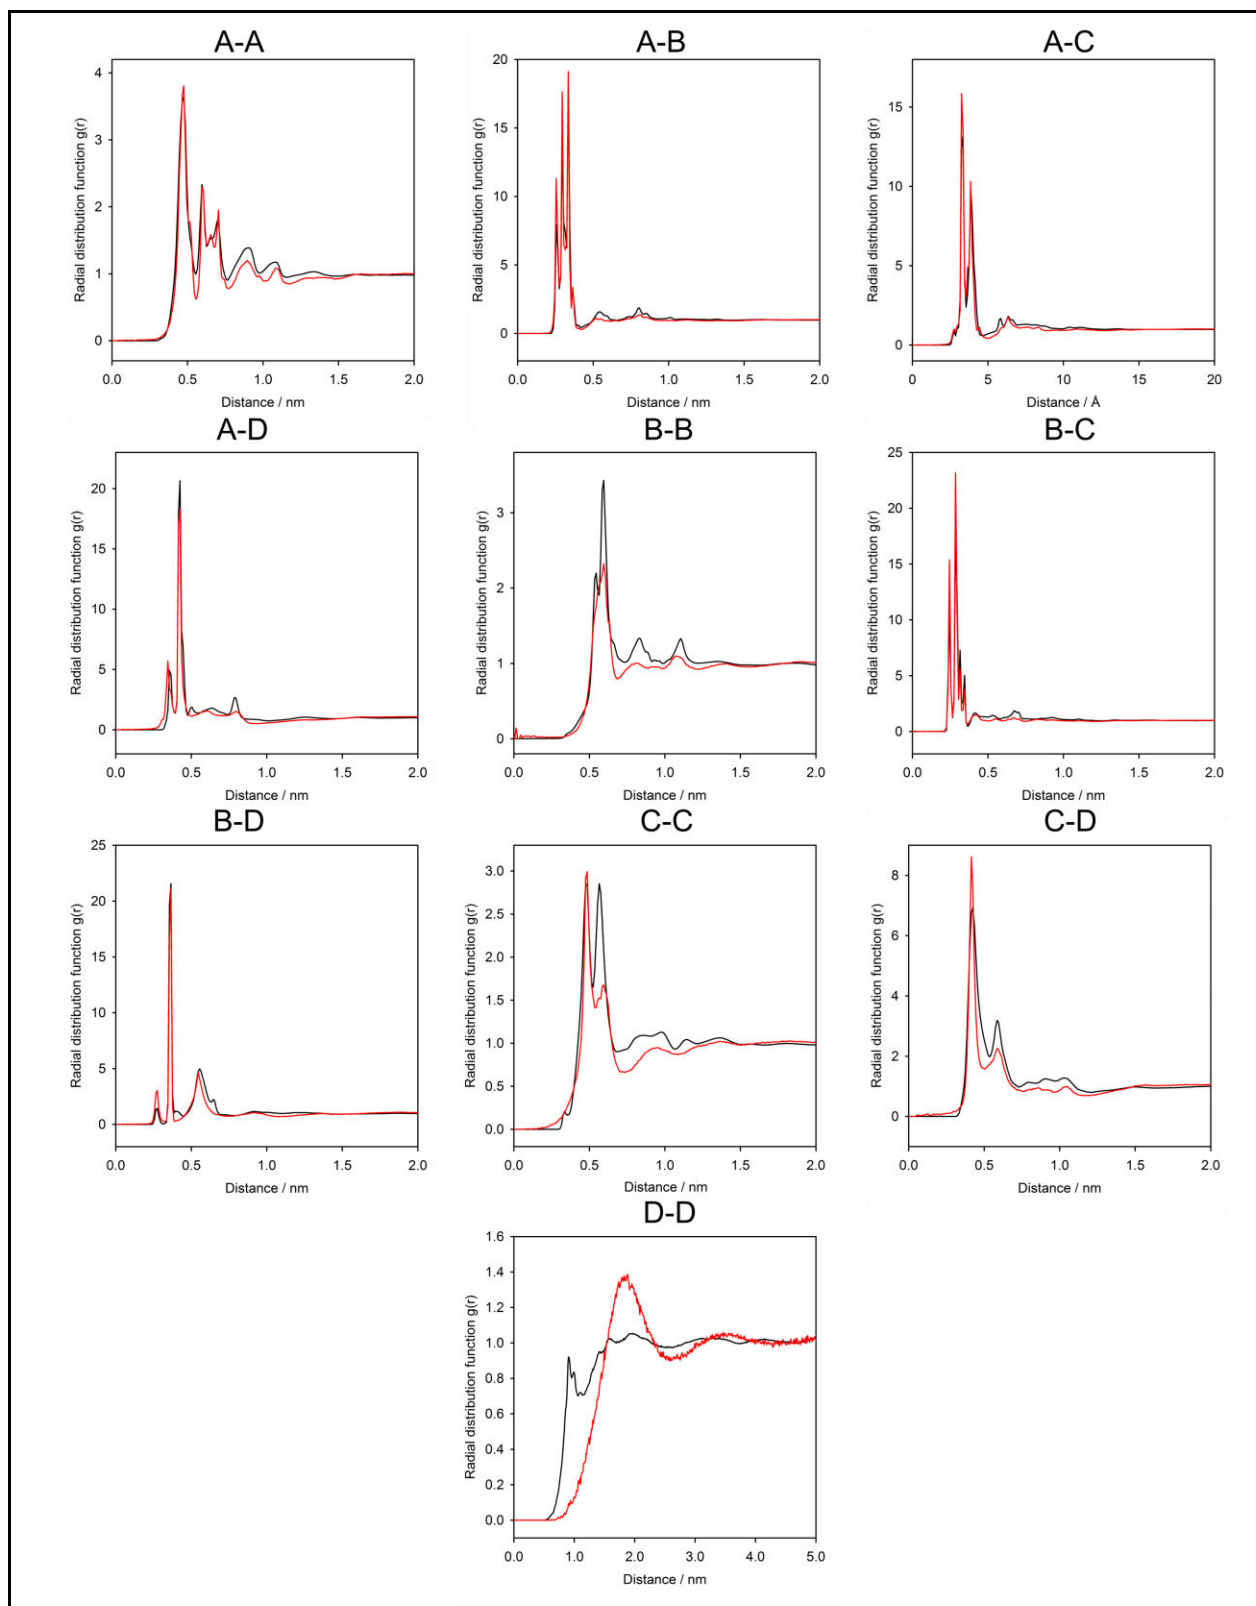 A-A
A-B
A-C
4
3
2
1
0
Radial distribution function g(r)
0.0 0.5 1.0 1.5 2.0
Distance / nm
20
15
10
5
0
Radial distribution function g(r)
0.0 0.5 1.0 1.5 2.0
Distance / nm
15
10
5
0
Radial distribution function g(r)
0 5 10 15 20
Distance / Å
A-D
B-B
B-C
20
15
10
5
0
Radial distribution function g(r)
0.0 0.5 1.0 1.5 2.0
Distance / nm
3
2
1
0
Radial distribution function g(r)
0.0 0.5 1.0 1.5 2.0
Distance / nm
25
20
15
10
5
0
Radial distribution function g(r)
0.0 0.5 1.0 1.5 2.0
Distance / nm
B-D
C-C
C-D
25
20
15
10
5
0
Radial distribution function g(r)
0.0 0.5 1.0 1.5 2.0
Distance / nm
3.0
2.5
2.0
1.5
1.0
0.5
0.0
Radial distribution function g(r)
0.0 0.5 1.0 1.5 2.0
Distance / nm
8
6
4
2
0
Radial distribution function g(r)
0.0 0.5 1.0 1.5 2.0
Distance / nm
D-D
1.6
1.4
1.2
1.0
0.8
0.6
0.4
0.2
0.0
Radial distribution function g(r)
0.0 1.0 2.0 3.0 4.0 5.0
Distance / nm